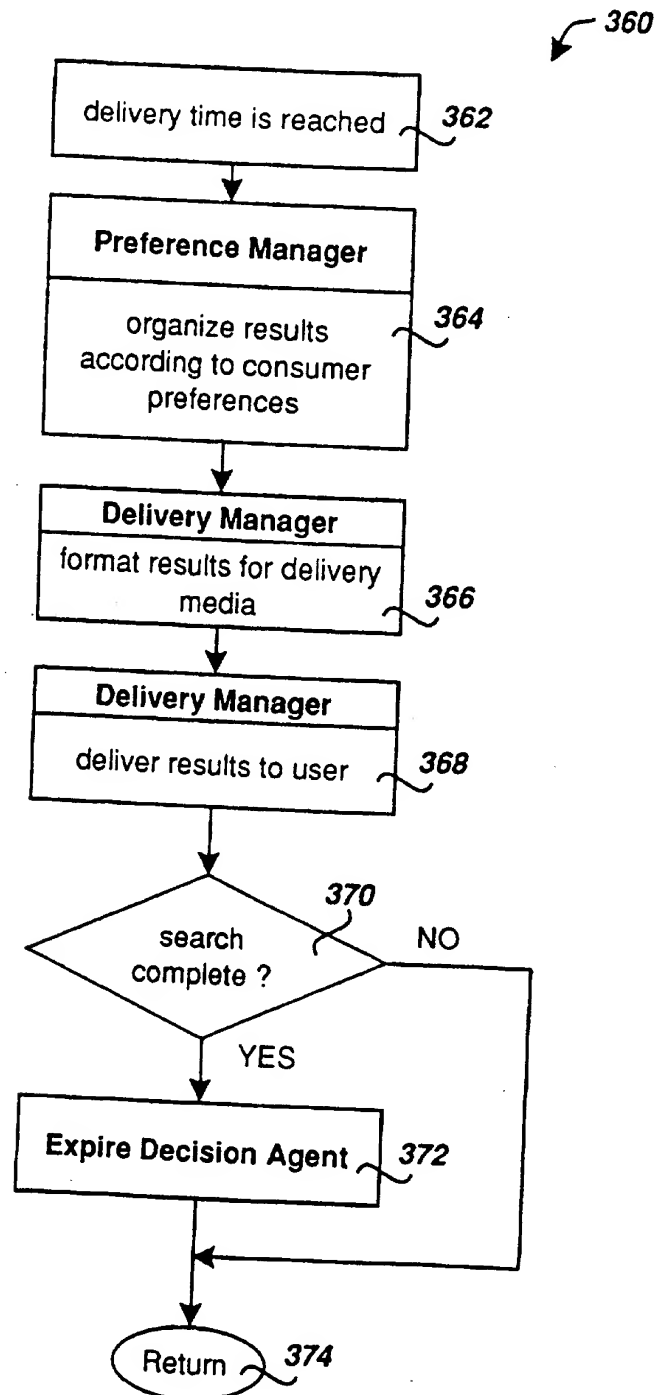 360
delivery time is reached
362
Preference Manager
organize results
according to consumer
preferences
364
Delivery Manager
format results for delivery
media
366
Delivery Manager
deliver results to user
368
370
search
complete ?
NO
YES
Expire Decision Agent
372
Return
374